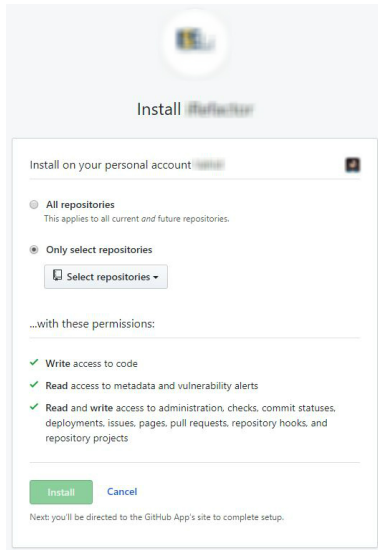 Install
Install on your personal account
All repositories
This applies to all current and future repositories.
Only select repositories
Select repositories
...with these permissions:
Write access to code
Read access to metadata and vulnerability alerts
Read and write access to administration, checks, commit statuses,
deployments, issues, pages, pull requests, repository hooks, and
repository projects
Install Cancel
Next: you'll be directed to the GitHub App's site to complete setup.